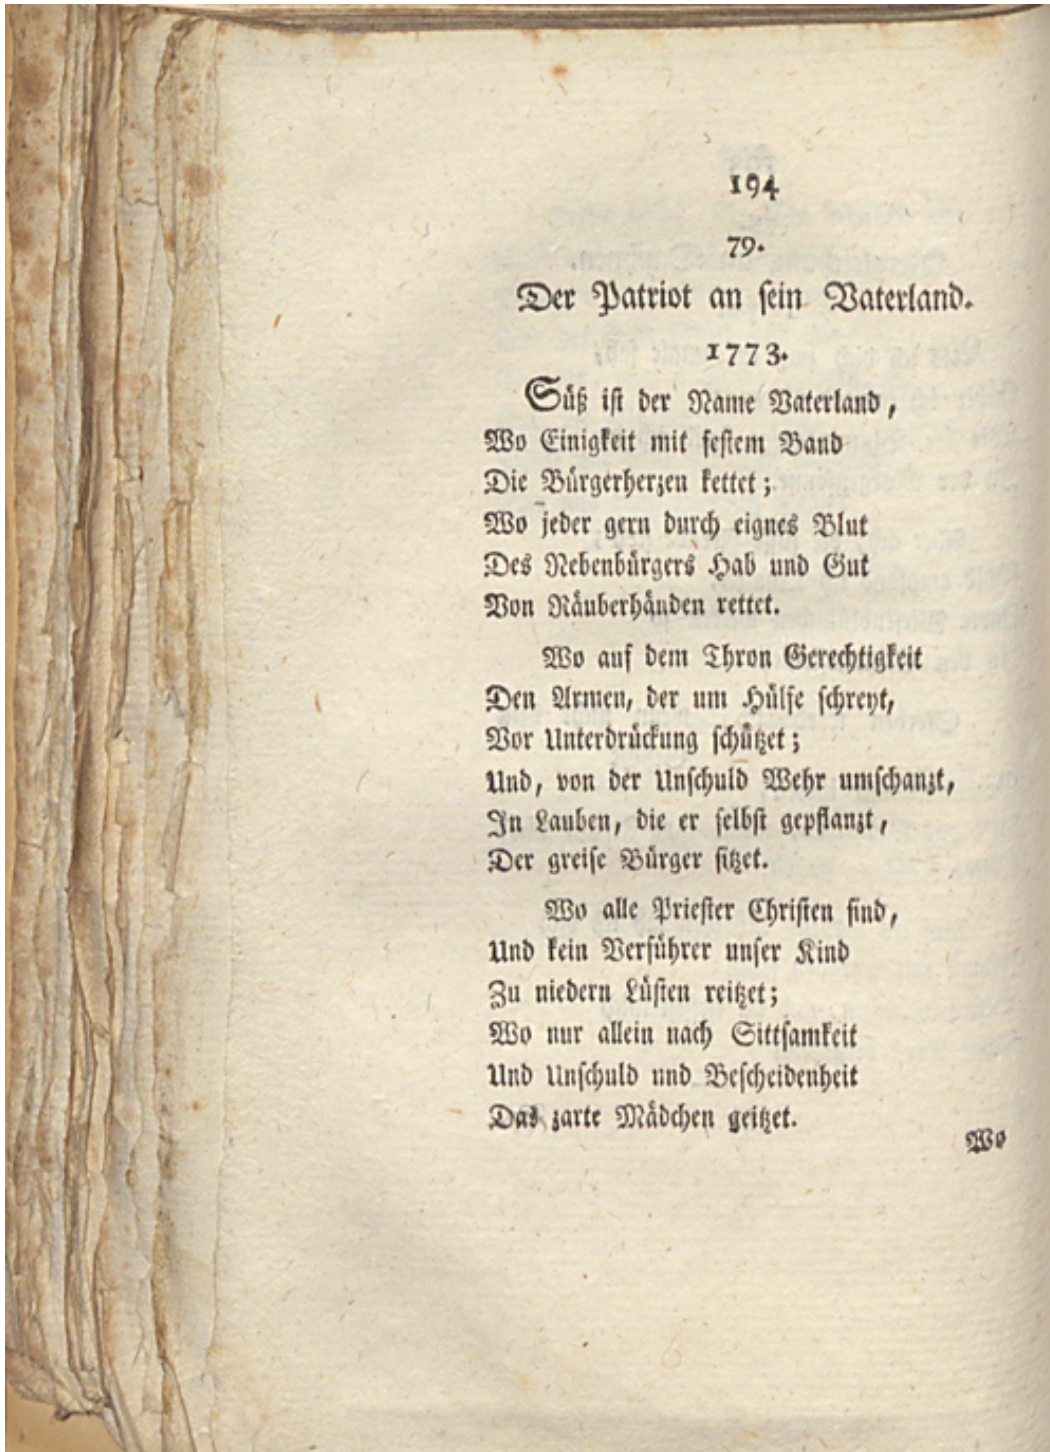 194
79.
Der Patriot an sein Vaterland.
1773.
Süß ist der Name Vaterland,
Wo Einigkeit mit festem Band
Die Bürgerherzen kettet;
Wo jeder gern durch eignes Blut
Des Nebenbürgers Hab und Gut
Von Räuberhänden rettet.
Wo auf dem Thron Gerechtigkeit
Den Armen, der um Hülfe schreyt,
Vor Unterdrückung schützet;
Und, von der Unschuld Wehr umschanzt,
In Lauben, die er selbst gepflanzt,
Der greise Bürger sitzet.
Wo alle Priester Christen sind,
Und kein Verführer unser Kind
Zu niedern Lüsten reitzet;
Wo nur allein nach Sittsamkeit
Und Unschuld und Bescheidenheit
Das zarte Mädchen geitzet.
Wo